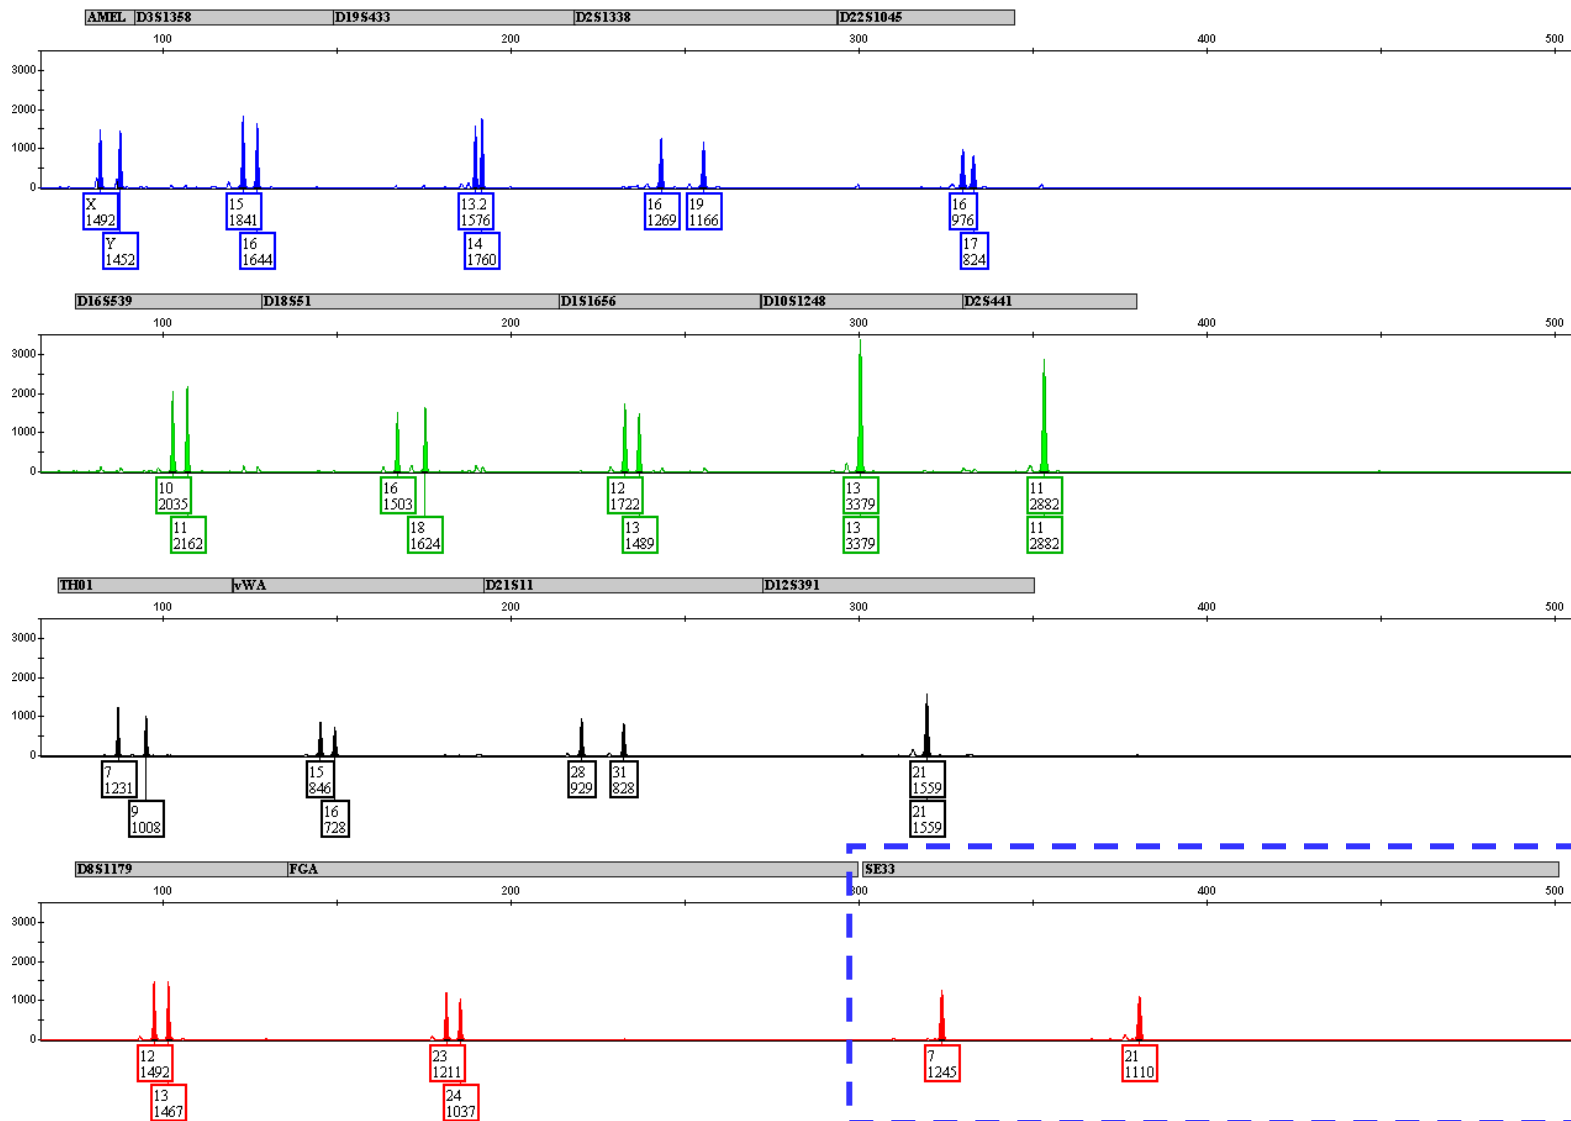 AMEL D3S1358 D19S433 D2S1338 D22S1045
100 200 300 400 500
3000
2000
1000
0
X 15 13.2 16 19 16
1492 1841 1576 1269 1166 976
Y 16 14 17
1452 1644 1760 824
D16S539 D18S51 D1S1656 D10S1248 D2S441
100 200 300 400 500
3000
2000
1000
0
10 16 12 13 11
2035 1503 1722 3379 2882
11 18 13 13 11
2162 1624 1489 3379 2882
TH01 vWA D21S11 D12S391
100 200 300 400 500
3000
2000
1000
0
7 15 28 31 21
1231 846 929 828 1559
9 16 21
1008 728 1559
D8S1179 FGA SE33
100 200 300 400 500
3000
2000
1000
0
12 23 7 21
1492 1211 1245 1110
13 24
1467 1037